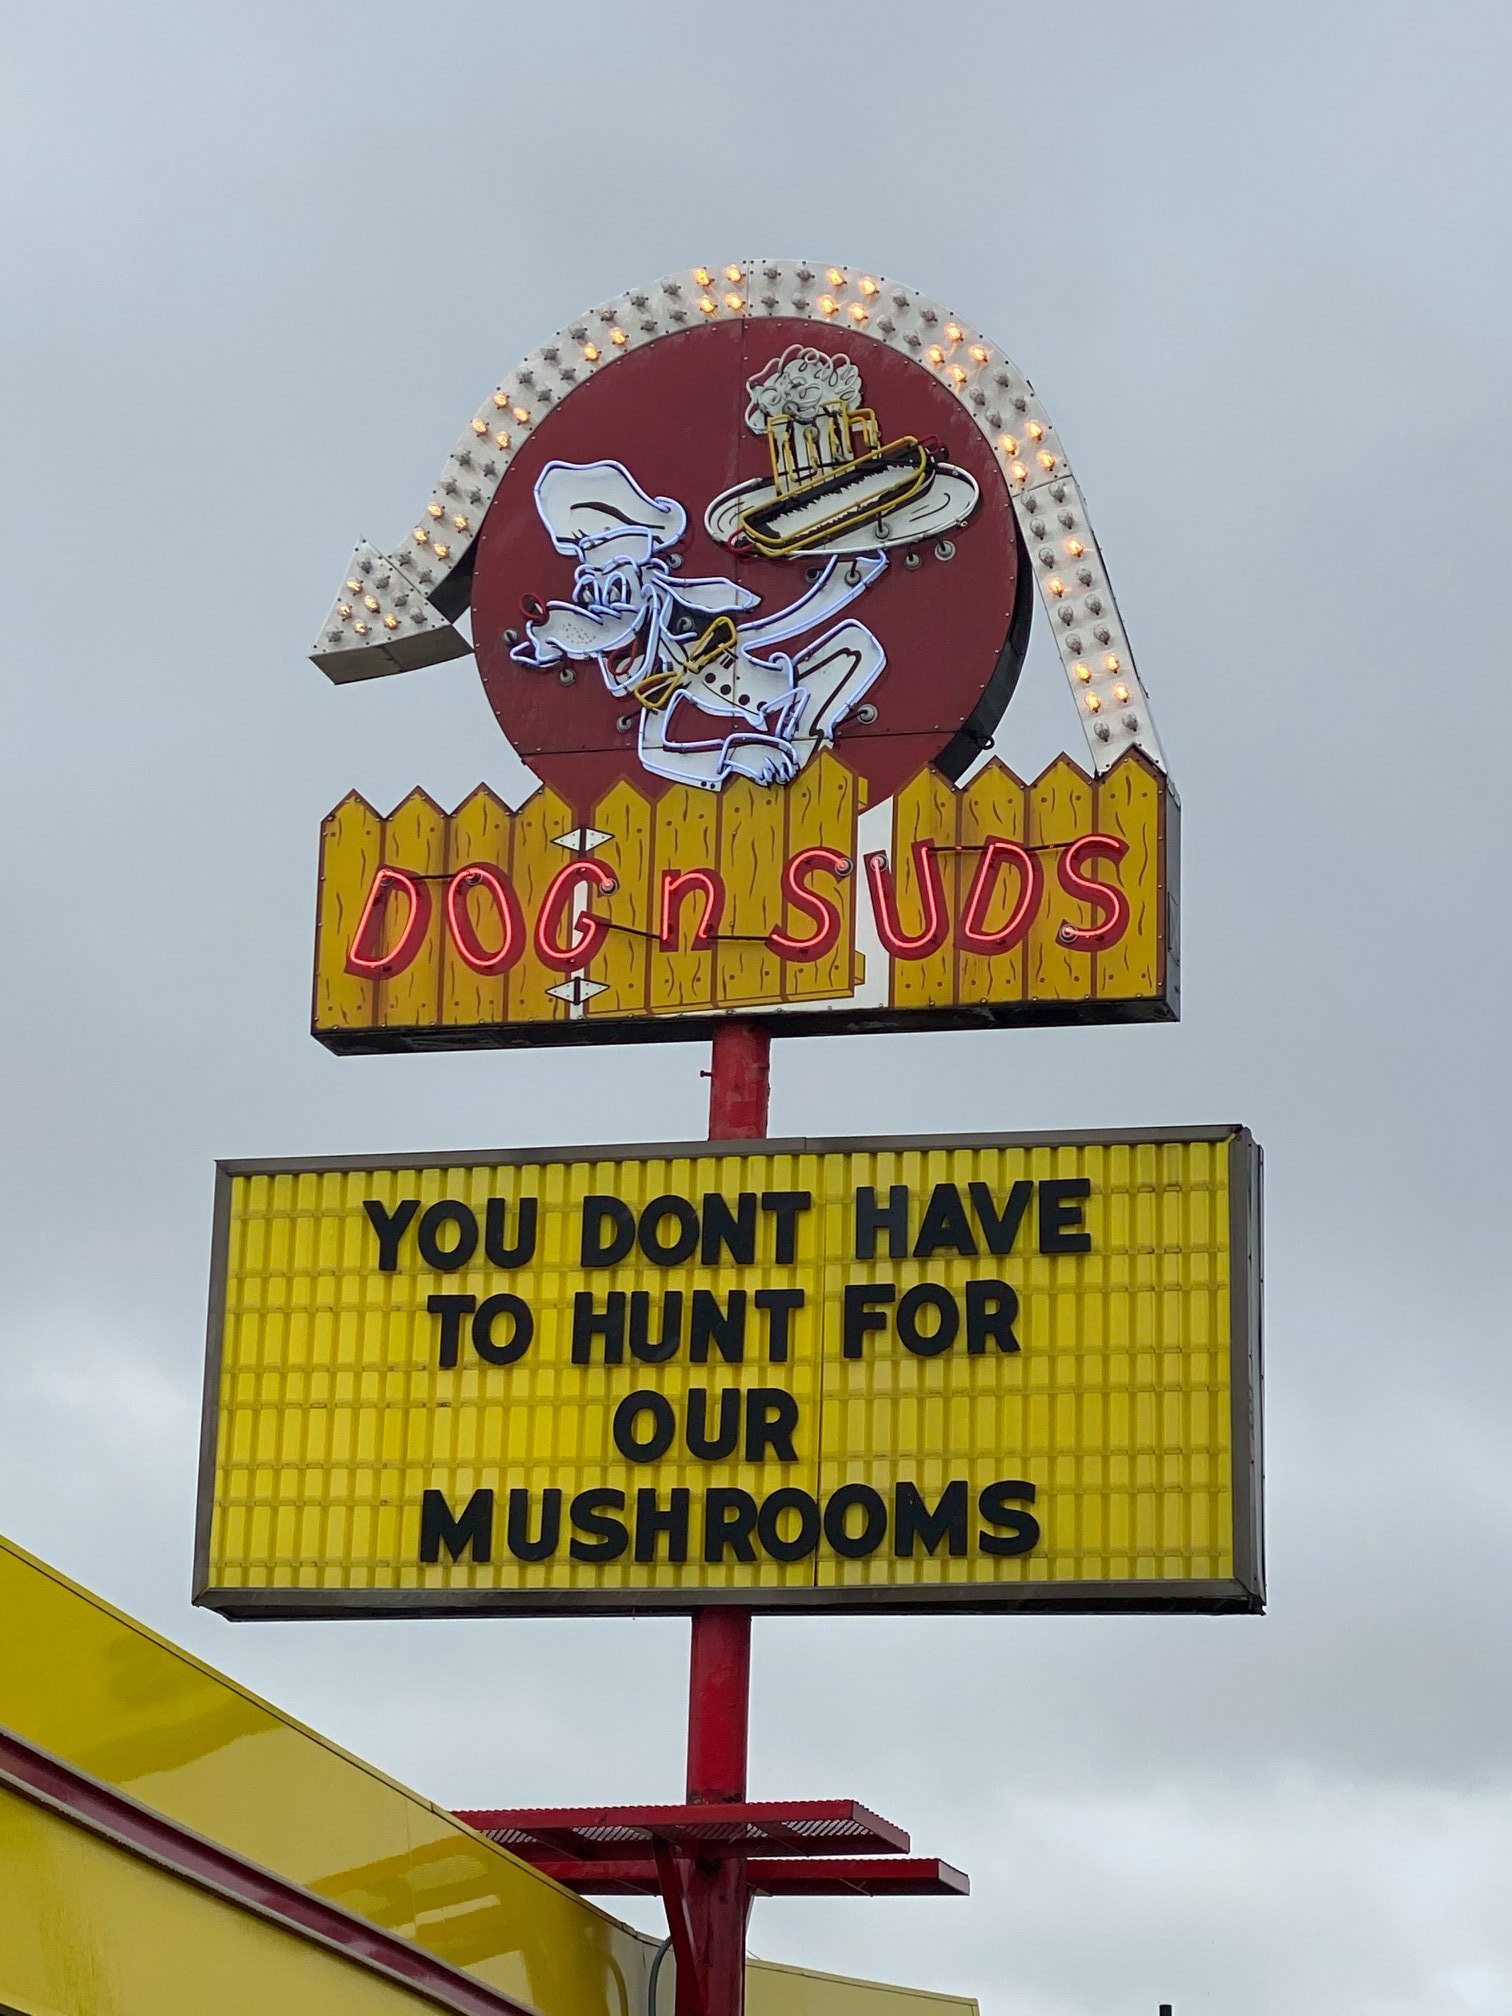 DOG n SUDS
YOU DONT HAVE
TO HUNT FOR
OUR
MUSHROOMS